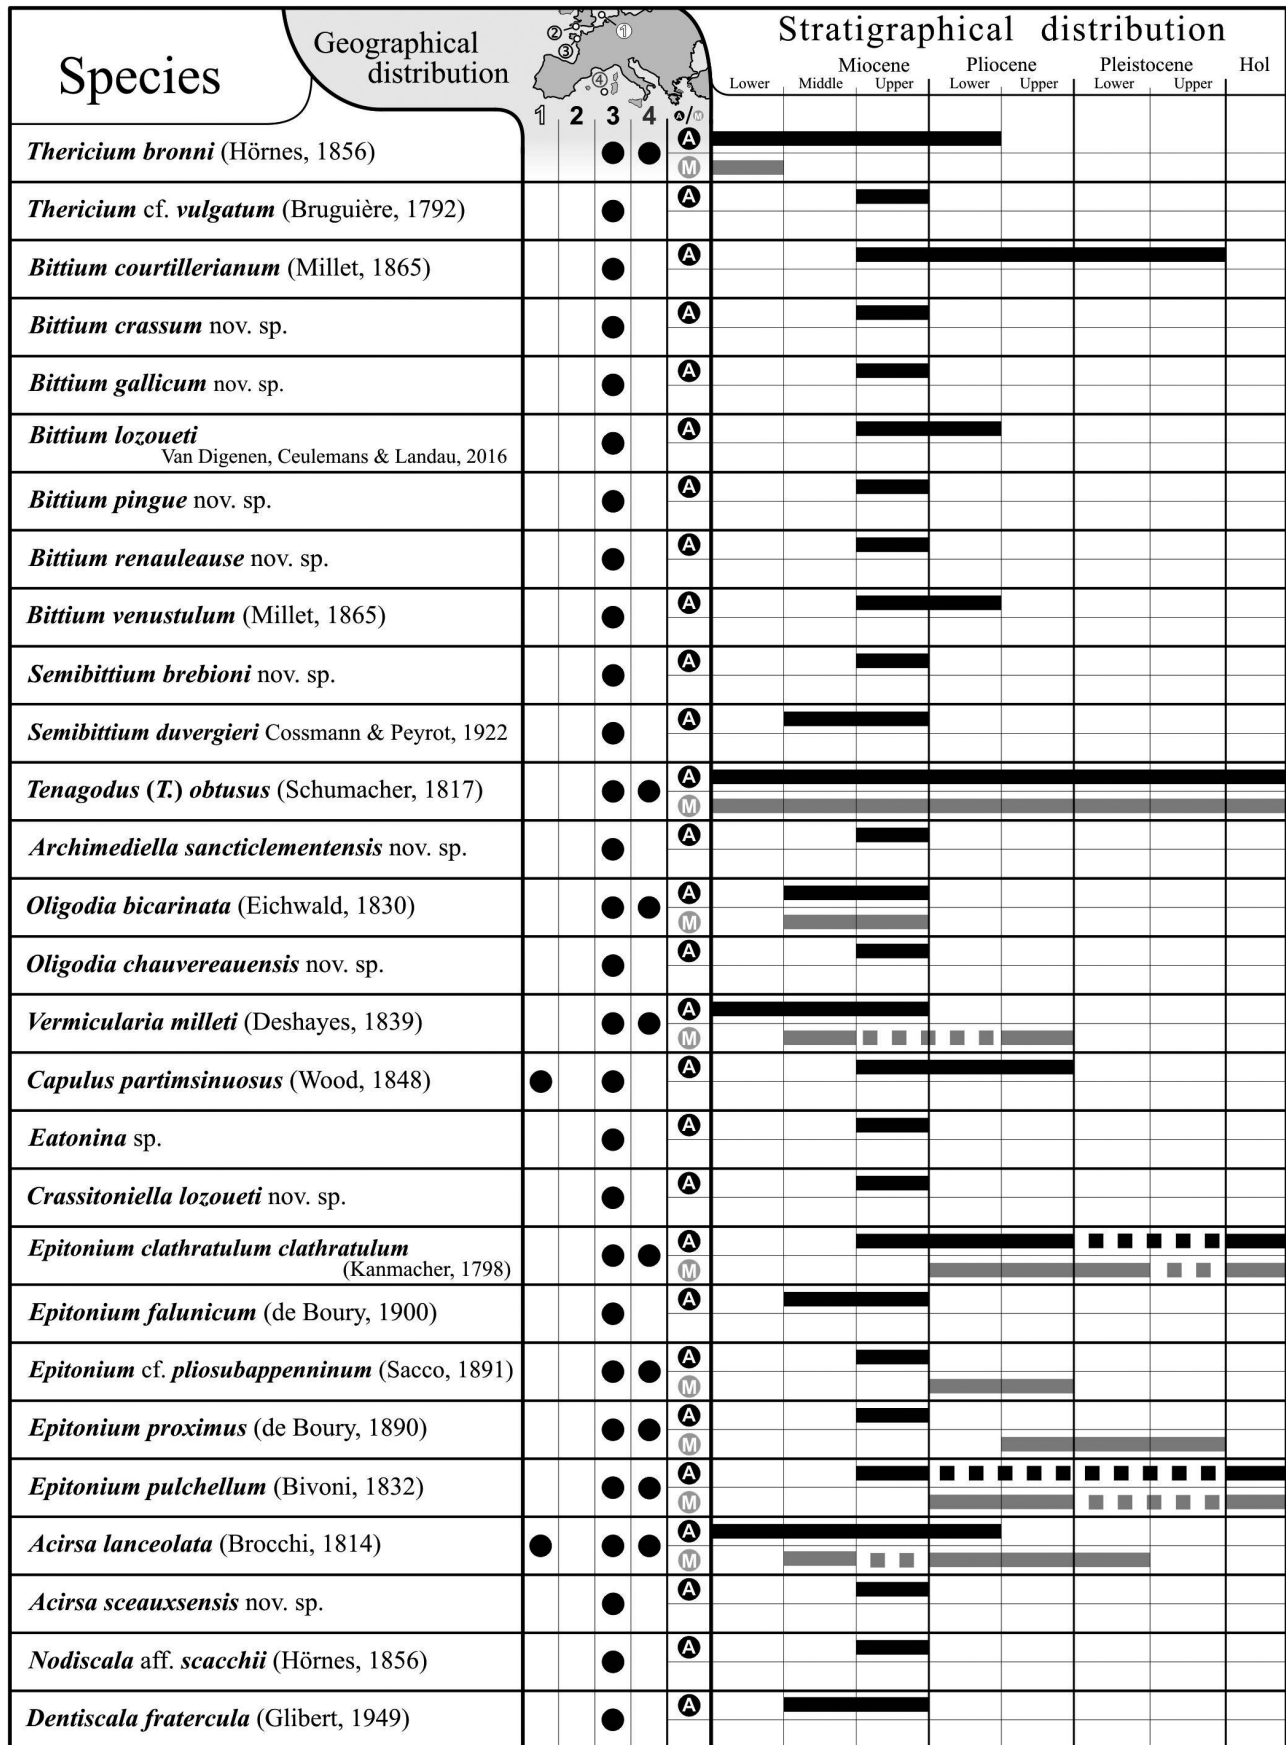 Species
Geographical
distribution
1
2
3
4
1 2 3 4 A/M
Stratigraphical distribution
Miocene Pliocene Pleistocene Hol
Lower Middle Upper Lower Upper Lower Upper
Thericium bronni (Hörnes, 1856)
A
M
Thericium cf. vulgatum (Bruguière, 1792)
A
Bittium courtillerianum (Millet, 1865)
A
Bittium crassum nov. sp.
A
Bittium gallicum nov. sp.
A
Bittium lozoueti
Van Digenen, Ceulemans & Landau, 2016
A
Bittium pingue nov. sp.
A
Bittium renauleause nov. sp.
A
Bittium venustulum (Millet, 1865)
A
Semibittium brebioni nov. sp.
A
Semibittium duvergieri Cossmann & Peyrot, 1922
A
Tenagodus (T.) obtusus (Schumacher, 1817)
A
M
Archimediella sancticlementensis nov. sp.
A
Oligodia bicarinata (Eichwald, 1830)
A
M
Oligodia chauvereauensis nov. sp.
A
Vermicularia milleti (Deshayes, 1839)
A
M
Capulus partimsinuosus (Wood, 1848)
A
Eatonina sp.
A
Crassitoniella lozoueti nov. sp.
A
Epitonium clathratulum clathratulum
(Kanmacher, 1798)
A
M
Epitonium falunicum (de Boury, 1900)
A
Epitonium cf. pliosubappenninum (Sacco, 1891)
A
M
Epitonium proximus (de Boury, 1890)
A
M
Epitonium pulchellum (Bivoni, 1832)
A
M
Acirsa lanceolata (Brocchi, 1814)
A
M
Acirsa sceauxsensis nov. sp.
A
Nodiscala aff. scacchii (Hörnes, 1856)
A
Dentiscala fratercula (Glibert, 1949)
A